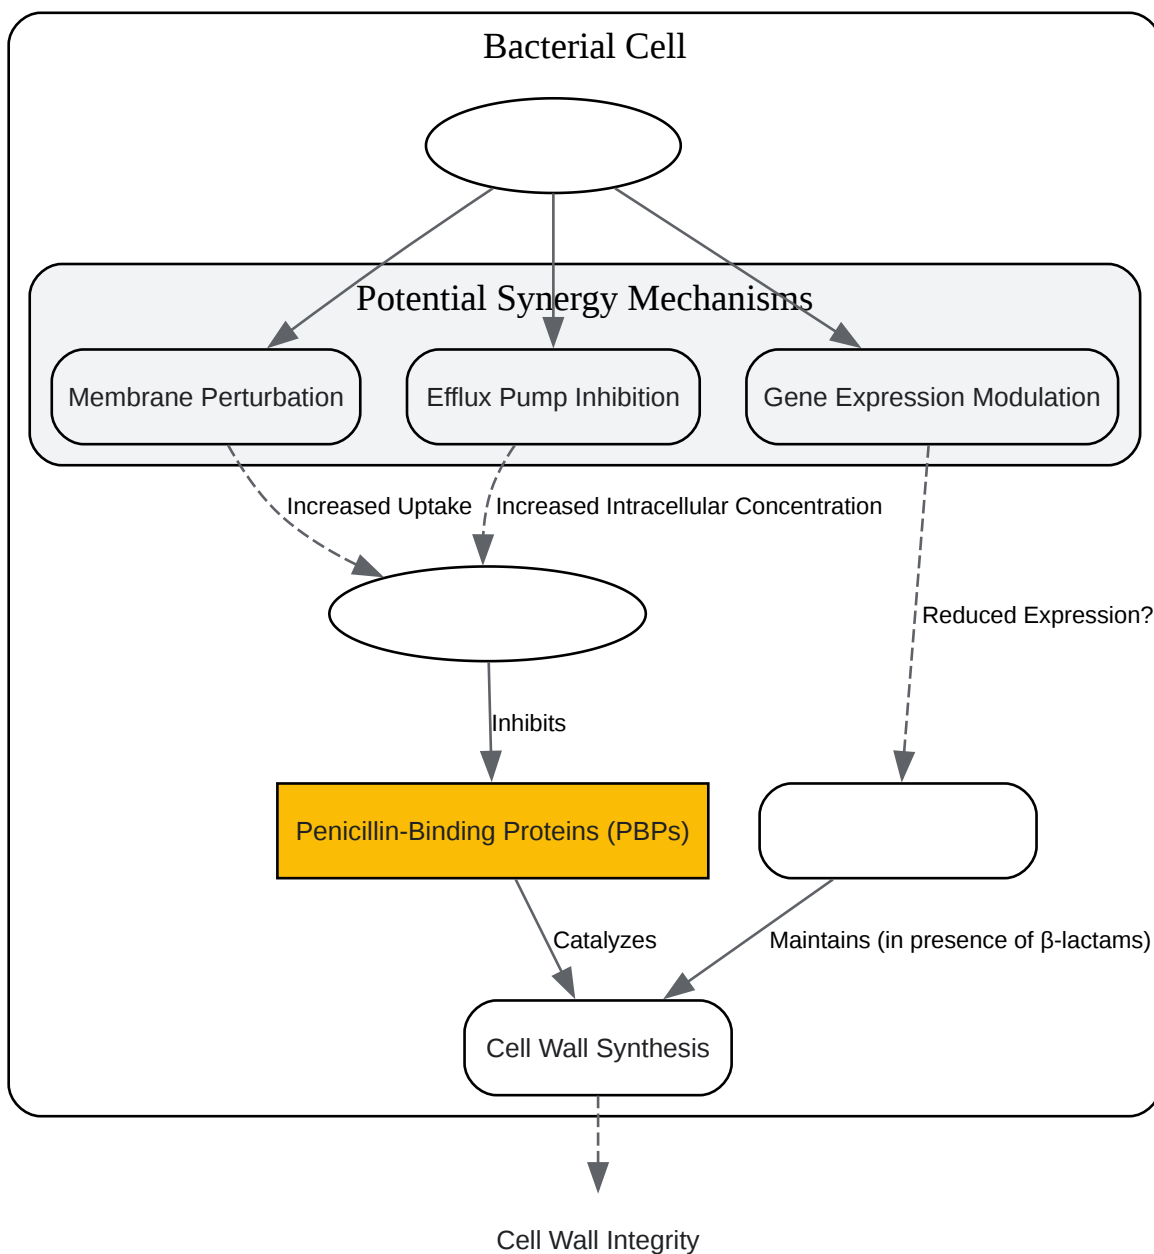 Bacterial Cell
Potential Synergy Mechanisms
Membrane Perturbation
Efflux Pump Inhibition
Gene Expression Modulation
Increased Uptake
Increased Intracellular Concentration
Reduced Expression?
Inhibits
Penicillin-Binding Proteins (PBPs)
Catalyzes
Maintains (in presence of β-lactams)
Cell Wall Synthesis
Cell Wall Integrity